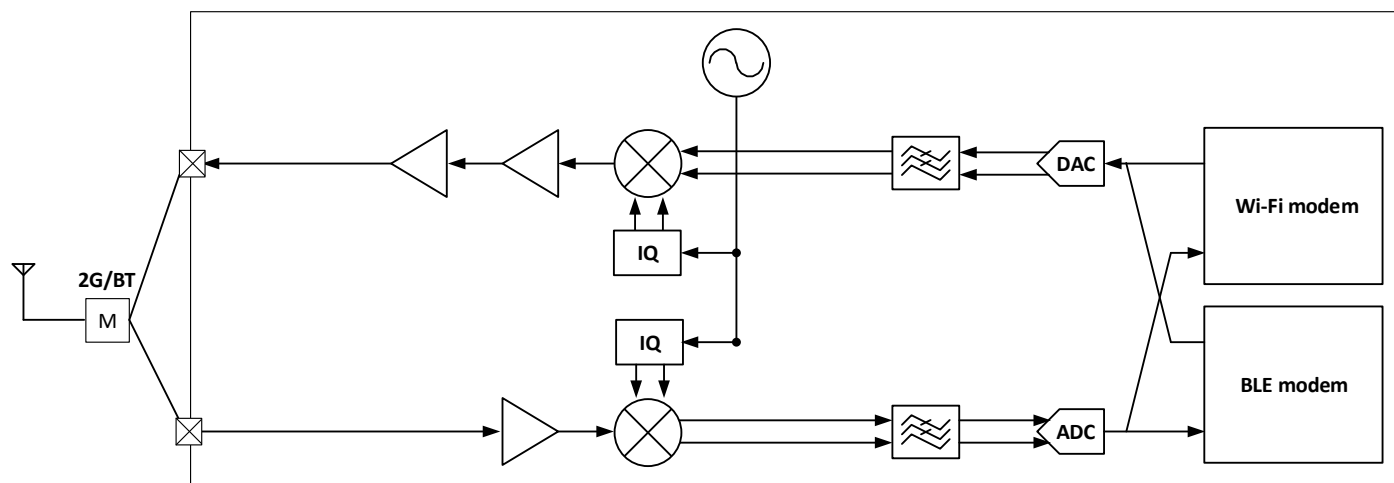 DAC
Wi-Fi modem
IQ
2G/BT
M
IQ
BLE modem
ADC